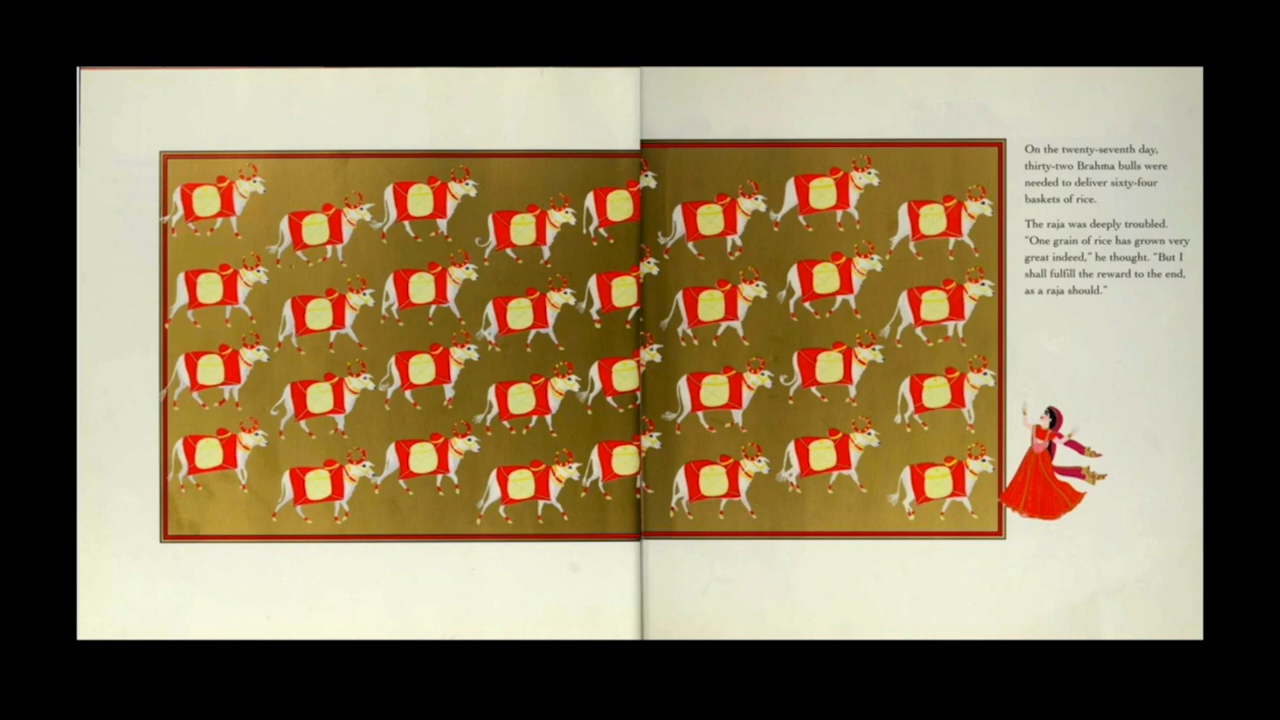 On the twenty-seventh day,
thirty-two Brahma bulls were
needed to deliver sixty-four
baskets of rice.
The raja was deeply troubled.
"One grain of rice has grown very
great indeed," he thought. "But I
shall fulfill the reward to the end,
as a raja should."